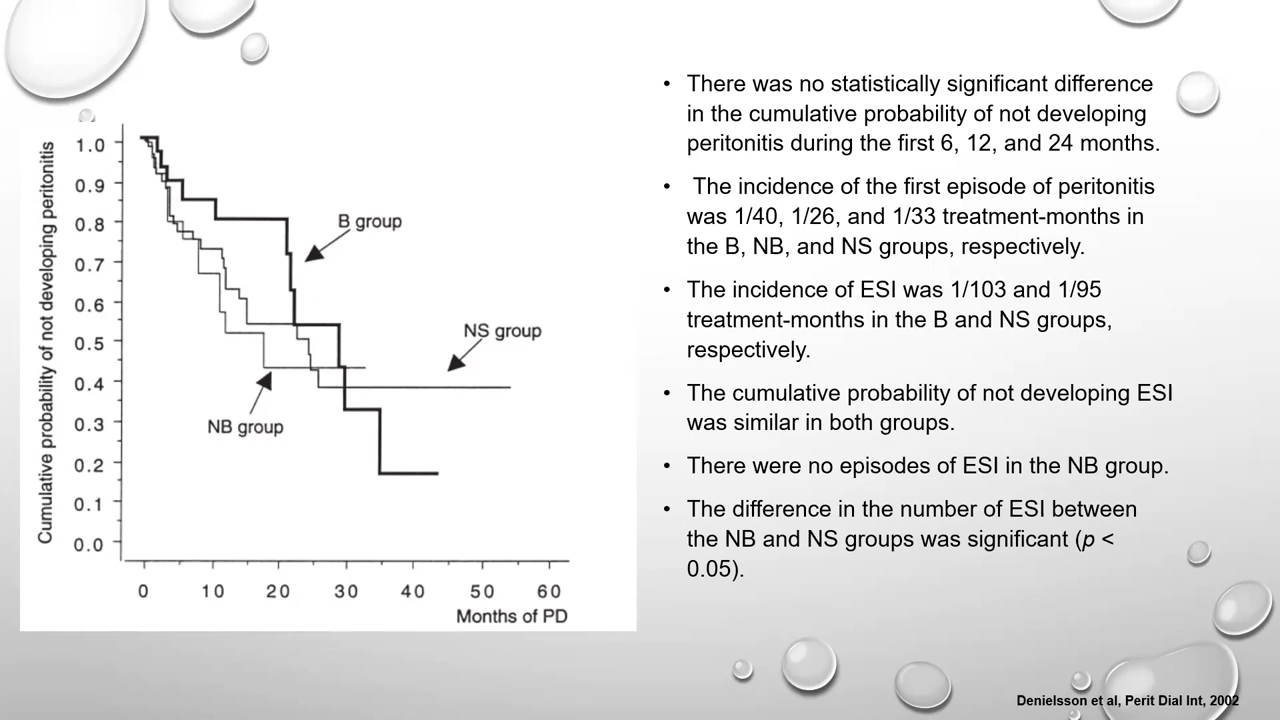 Cumulative probability of not developing peritonitis
1.0
0.9
0.8
0.7
0.6
0.5
0.4
0.3
0.2
0.1
0.0
B group
NS group
NB group
0 10 20 30 40 50 60
Months of PD
• There was no statistically significant difference
in the cumulative probability of not developing
peritonitis during the first 6, 12, and 24 months.
• The incidence of the first episode of peritonitis
was 1/40, 1/26, and 1/33 treatment-months in
the B, NB, and NS groups, respectively.
• The incidence of ESI was 1/103 and 1/95
treatment-months in the B and NS groups,
respectively.
• The cumulative probability of not developing ESI
was similar in both groups.
• There were no episodes of ESI in the NB group.
• The difference in the number of ESI between
the NB and NS groups was significant (p <
0.05).
Denielsson et al, Perit Dial Int, 2002